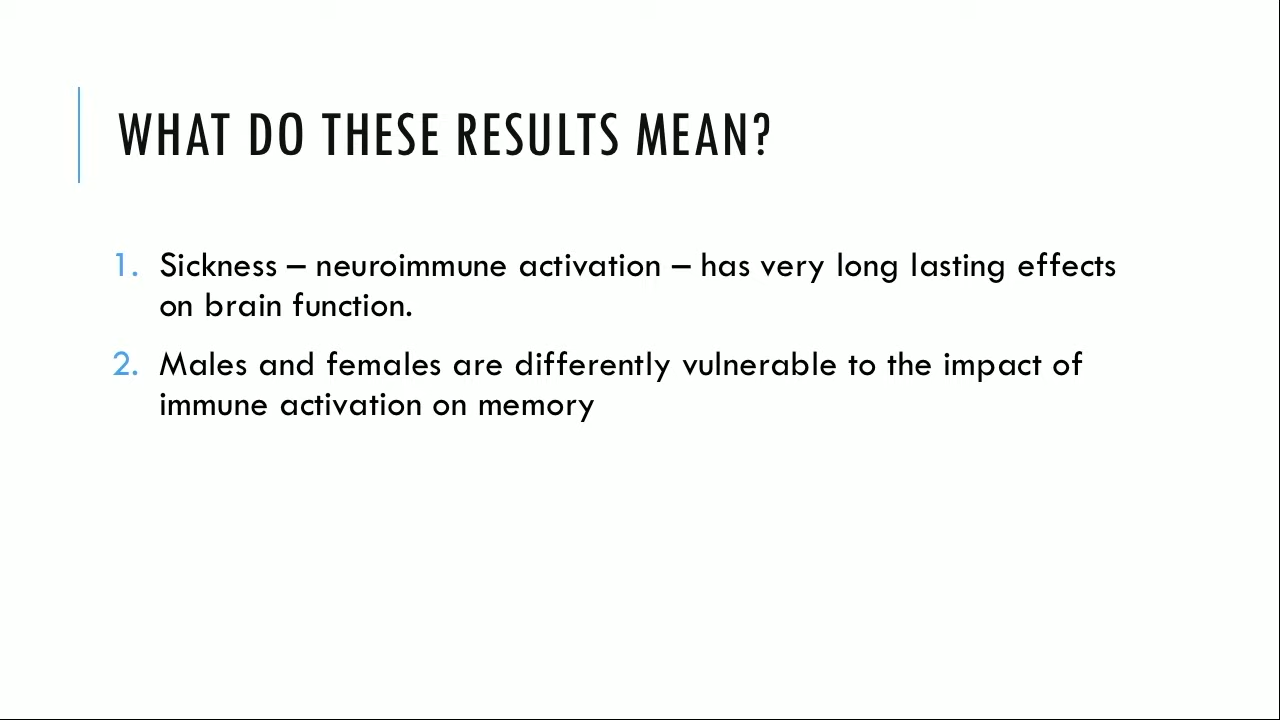 WHAT DO THESE RESULTS MEAN?
1. Sickness – neuroimmune activation – has very long lasting effects
on brain function.
2. Males and females are differently vulnerable to the impact of
immune activation on memory